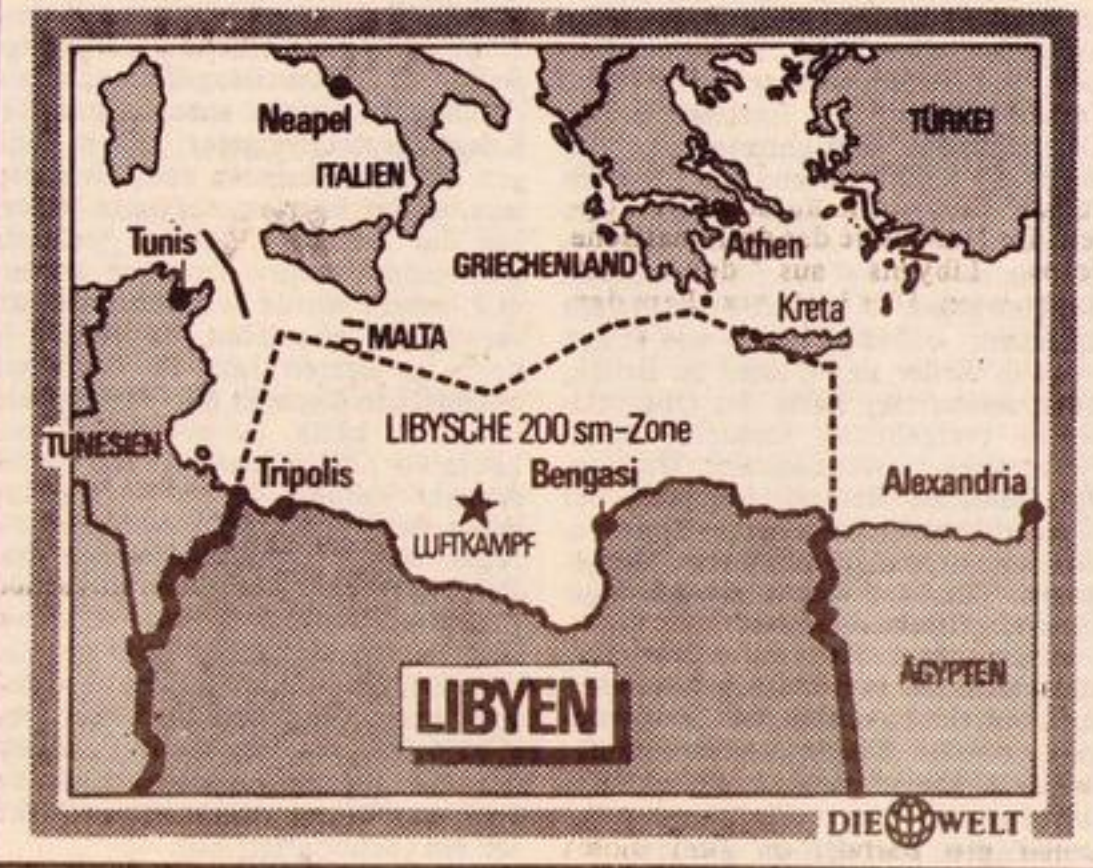 TÜRKEI
Neapel
ITALIEN
Tunis
GRIECHENLAND
Athen
Kreta
MALTA
LIBYSCHE 200 sm-Zone
TUNESIEN
Tripolis
Bengasi
Alexandria
LUFTKAMPF
ÄGYPTEN
LIBYEN
DIE WELT